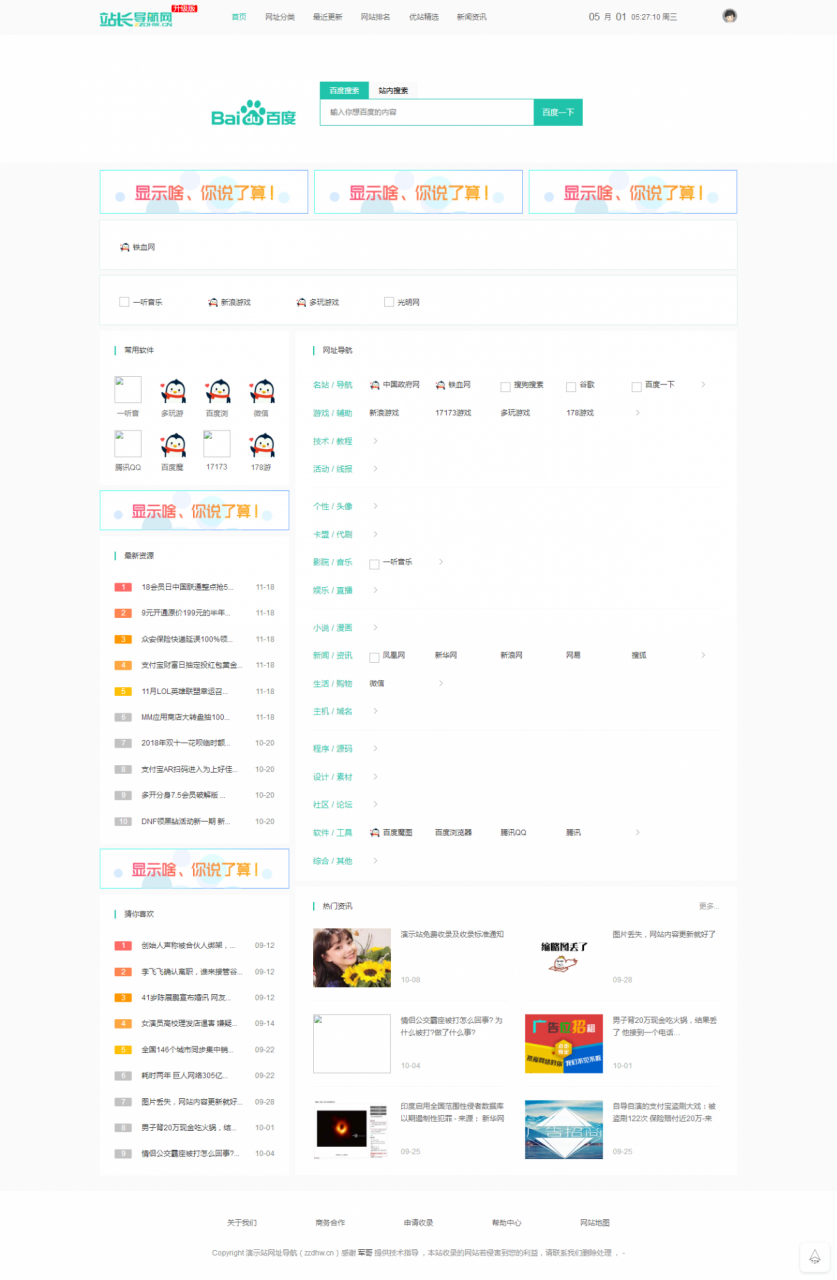 站长导航网 升级版 首页 网址分类 最近更新 网站排名 优站精选 新闻资讯 05 月 01 05:27:10 周三
ZZDHW.CN
百度搜索 站内搜索
Bai du 百度 输入你想百度的内容 百度一下
显示啥、你说了算! 显示啥、你说了算! 显示啥、你说了算!
铁血网
一听音乐 新浪游戏 多玩游戏 光明网
常用软件
一听音 多玩游 百度浏 微信
腾讯QQ 百度魔 17173 178游
显示啥、你说了算!
最新资源
1 18会员日中国联通整点抢5... 11-18
2 9元开通原价199元的半年... 11-18
3 众安保险快递延误100%领... 11-18
4 支付宝财富日抽定投红包黄金... 11-18
5 11月LOL英雄联盟幸运召... 11-18
6 MM应用商店大转盘抽100... 11-18
7 2018年双十一花呗临时额... 10-20
8 支付宝AR扫码进入为上好佳... 10-20
9 多开分身7.5会员破解版 ... 10-20
10 DNF领黑钻活动新一期 新... 10-20
显示啥、你说了算!
猜你喜欢
1 创始人声称被合伙人绑架，... 09-12
2 李飞飞确认离职，谁来接管谷... 09-12
3 41岁陈展鹏宣布婚讯 网友... 09-12
4 女演员高校理发店遇害 嫌疑... 09-14
5 全国146个城市同步集中销... 09-22
6 耗时两年 巨人网络305亿... 09-22
7 图片丢失，网站内容更新就好... 09-28
8 男子背20万现金吃火锅，结... 10-01
9 情侣公交霸座被打怎么回事?... 10-04
网址导航
名站 / 导航 中国政府网 铁血网 搜狗搜索 谷歌 百度一下
游戏 / 辅助 新浪游戏 17173游戏 多玩游戏 178游戏
技术 / 教程
活动 / 线报
个性 / 头像
卡盟 / 代刷
影院 / 音乐 一听音乐
娱乐 / 直播
小说 / 漫画
新闻 / 资讯 凤凰网 新华网 新浪网 网易 搜狐
生活 / 购物 微信
主机 / 域名
程序 / 源码
设计 / 素材
社区 / 论坛
软件 / 工具 百度魔图 百度浏览器 腾讯QQ 腾讯
综合 / 其他
热门资讯 更多...
演示站免费收录及收录标准通知
10-08
缩略图丢了
图片丢失，网站内容更新就好了
09-28
情侣公交霸座被打怎么回事? 为
什么被打?做了什么事?
10-04
男子背20万现金吃火锅，结果丢
了 他接到一个电话...
10-01
印度启用全国范围性侵者数据库
以期遏制性犯罪 - 来源： 新华网
09-25
广告招商
自导自演的支付宝盗刷大戏：被
盗刷122次 保险赔付近20万-来
09-25
关于我们 商务合作 申请收录 帮助中心 网站地图
Copyright 演示站网址导航 ( zzdhw.cn ) 感谢 军哥 提供技术指导 ，本站收录的网站若侵害到您的利益，请联系我们删除处理 。 -